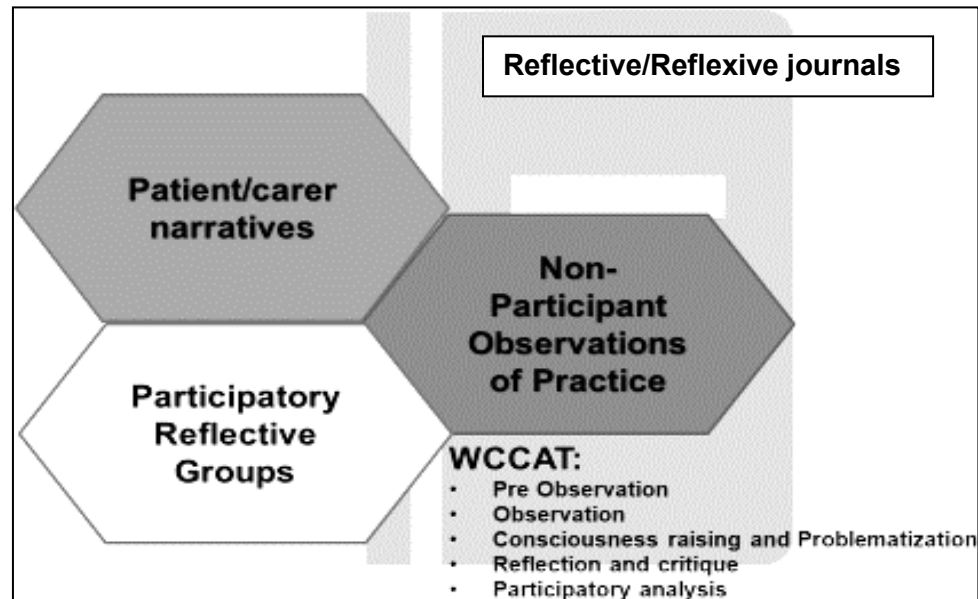 Reflective/Reflexive journals
Patient/carer
narratives
Non-
Participant
Observations
of Practice
Participatory
Reflective
Groups
WCCAT:
• Pre Observation
• Observation
• Consciousness raising and Problematization
• Reflection and critique
• Participatory analysis